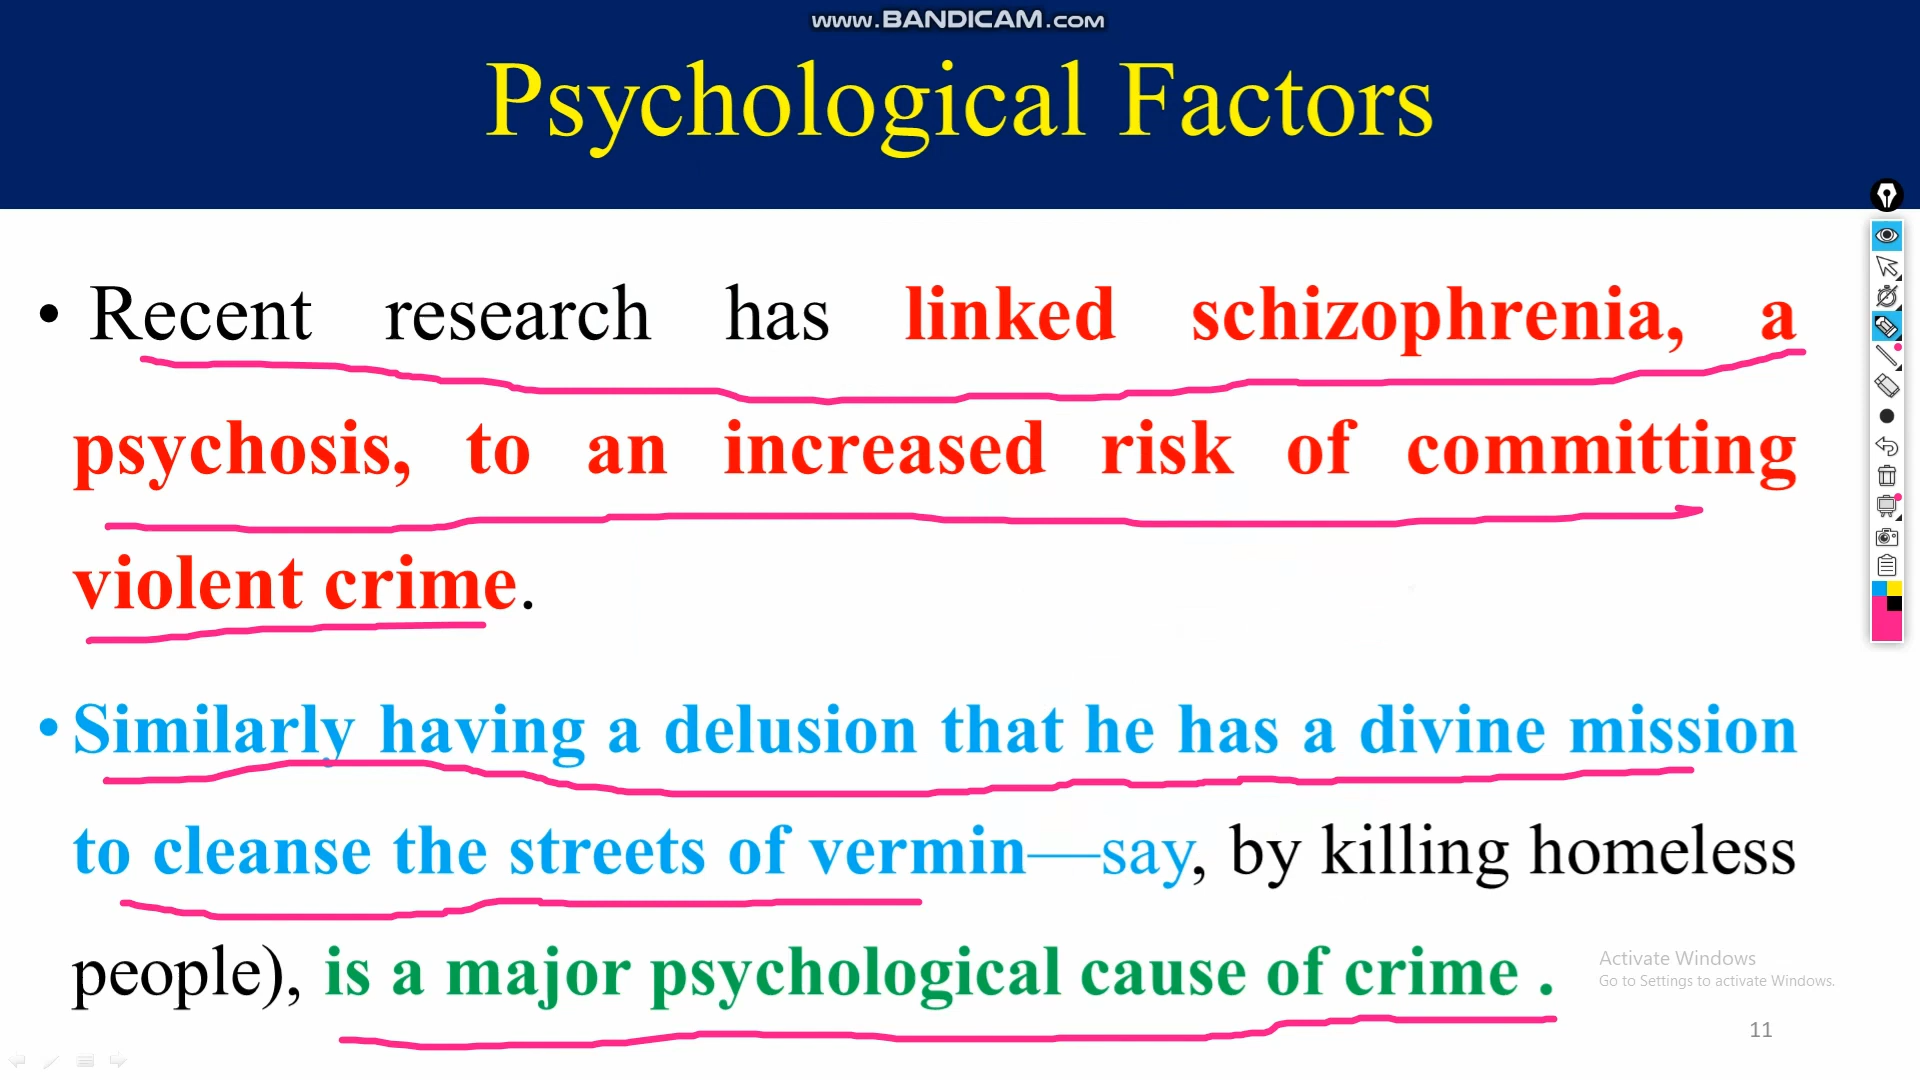 www.BANDICAM.com
Psychological Factors
• Recent research has linked schizophrenia, a
psychosis, to an increased risk of committing
violent crime.
• Similarly having a delusion that he has a divine mission
to cleanse the streets of vermin—say, by killing homeless
people), is a major psychological cause of crime .
Activate Windows
Go to Settings to activate Windows.
11